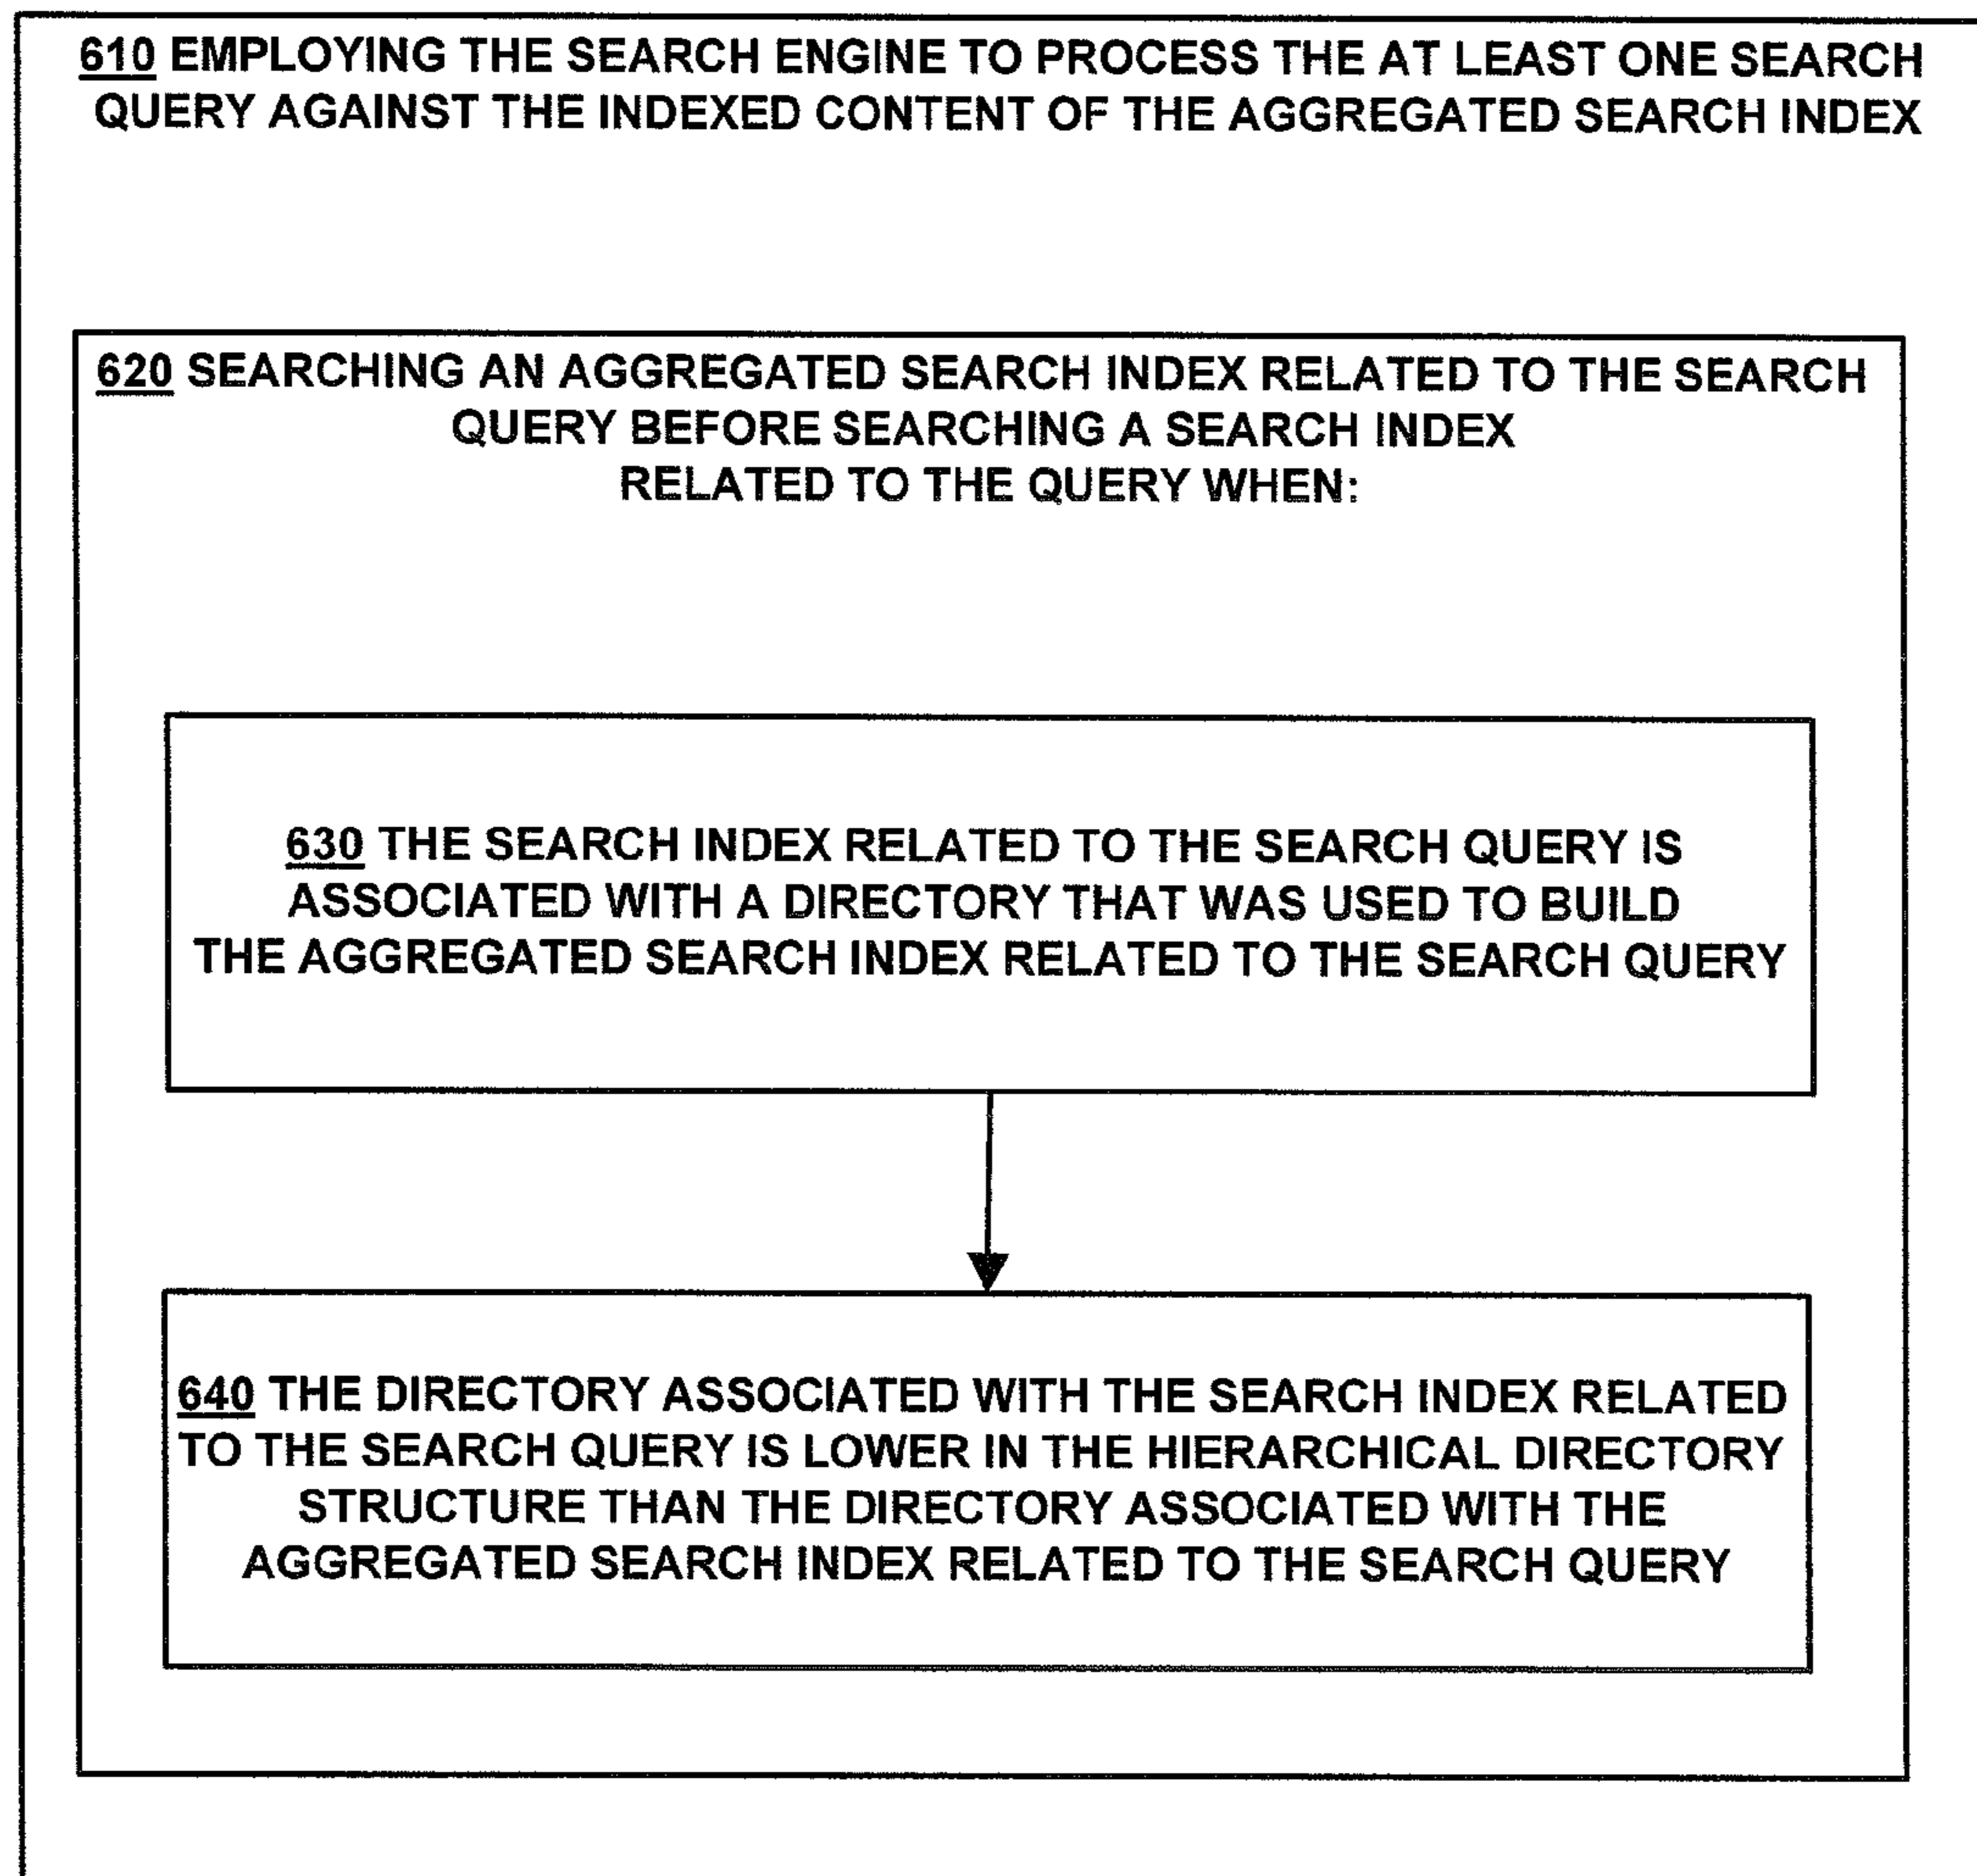 610 EMPLOYING THE SEARCH ENGINE TO PROCESS THE AT LEAST ONE SEARCH
QUERY AGAINST THE INDEXED CONTENT OF THE AGGREGATED SEARCH INDEX
620 SEARCHING AN AGGREGATED SEARCH INDEX RELATED TO THE SEARCH
QUERY BEFORE SEARCHING A SEARCH INDEX
RELATED TO THE QUERY WHEN:
630 THE SEARCH INDEX RELATED TO THE SEARCH QUERY IS
ASSOCIATED WITH A DIRECTORY THAT WAS USED TO BUILD
THE AGGREGATED SEARCH INDEX RELATED TO THE SEARCH QUERY
640 THE DIRECTORY ASSOCIATED WITH THE SEARCH INDEX RELATED
TO THE SEARCH QUERY IS LOWER IN THE HIERARCHICAL DIRECTORY
STRUCTURE THAN THE DIRECTORY ASSOCIATED WITH THE
AGGREGATED SEARCH INDEX RELATED TO THE SEARCH QUERY